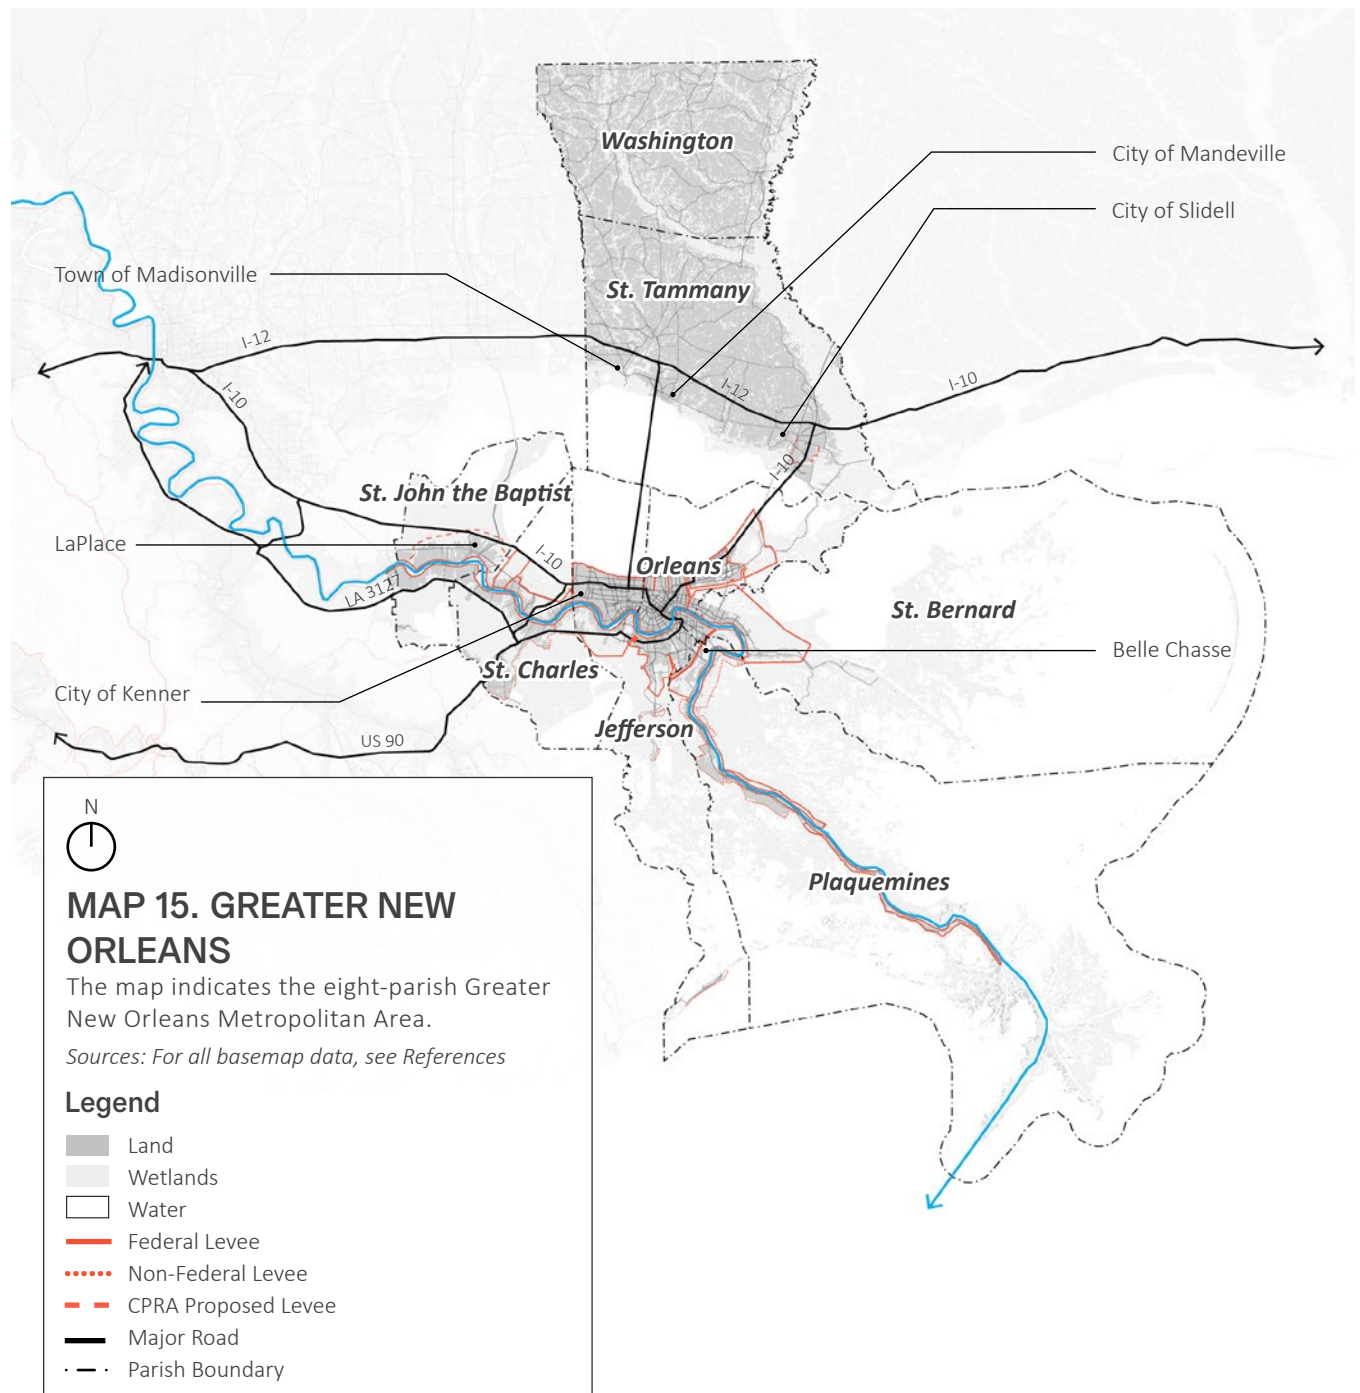 Washington
City of Mandeville
City of Slidell
Town of Madisonville
St. Tammany
I-12
I-10
I-12
I-10
I-10
St. John the Baptist
LaPlace
I-10
Orleans
LA 3127
St. Bernard
Belle Chasse
St. Charles
City of Kenner
Jefferson
US 90
Plaquemines
N
MAP 15. GREATER NEW
ORLEANS
The map indicates the eight-parish Greater
New Orleans Metropolitan Area.
Sources: For all basemap data, see References
Legend
Land
Wetlands
Water
Federal Levee
Non-Federal Levee
CPRA Proposed Levee
Major Road
Parish Boundary